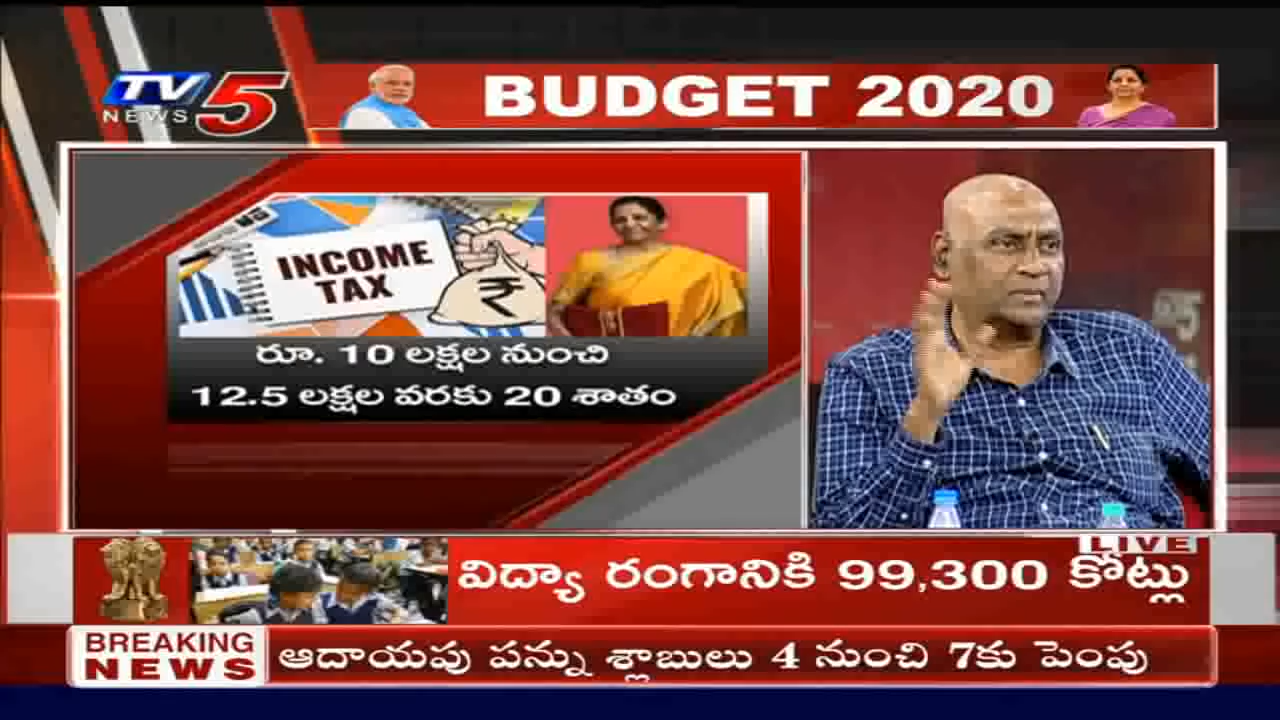 TV5
NEWS
BUDGET 2020
INCOME
TAX
₹
రూ. 10 లక్షల నుంచి
12.5 లక్షల వరకు 20 శాతం
LIVE
విద్యా రంగానికి 99,300 కోట్లు
BREAKING
NEWS
ఆదాయపు పన్ను శ్లాబులు 4 నుంచి 7కు పెంపు